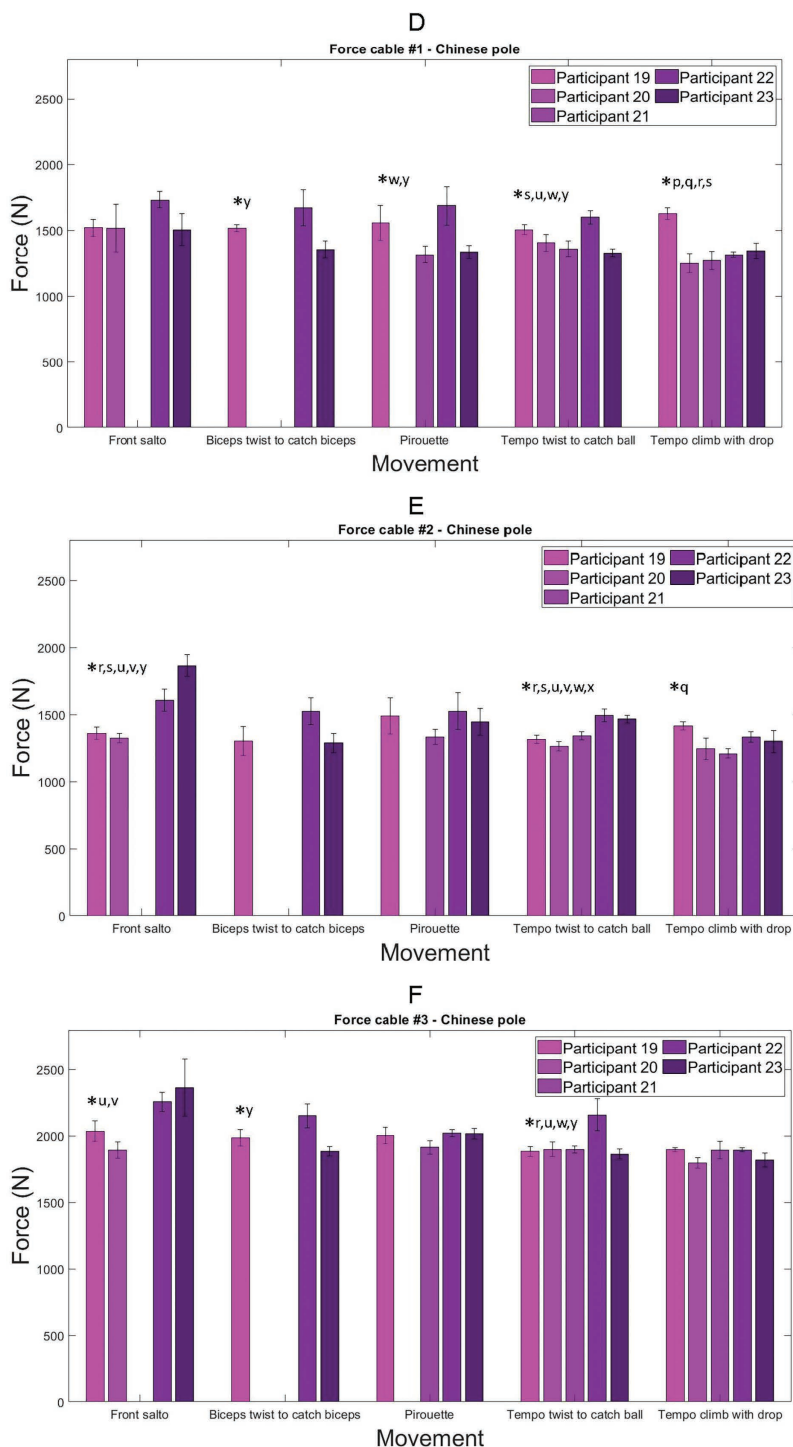 D
Force cable #1 - Chinese pole
Participant 19 Participant 22
Participant 20 Participant 23
Participant 21
2500
2000
1500
1000
500
0
Force (N)
*y
*w,y
*s,u,w,y
*p,q,r,s
Front salto Biceps twist to catch biceps Pirouette Tempo twist to catch ball Tempo climb with drop
Movement
E
Force cable #2 - Chinese pole
Participant 19 Participant 22
Participant 20 Participant 23
Participant 21
2500
2000
1500
1000
500
0
Force (N)
*r,s,u,v,y
*r,s,u,v,w,x
*q
Front salto Biceps twist to catch biceps Pirouette Tempo twist to catch ball Tempo climb with drop
Movement
F
Force cable #3 - Chinese pole
Participant 19 Participant 22
Participant 20 Participant 23
Participant 21
2500
2000
1500
1000
500
0
Force (N)
*u,v
*y
*r,u,w,y
Front salto Biceps twist to catch biceps Pirouette Tempo twist to catch ball Tempo climb with drop
Movement